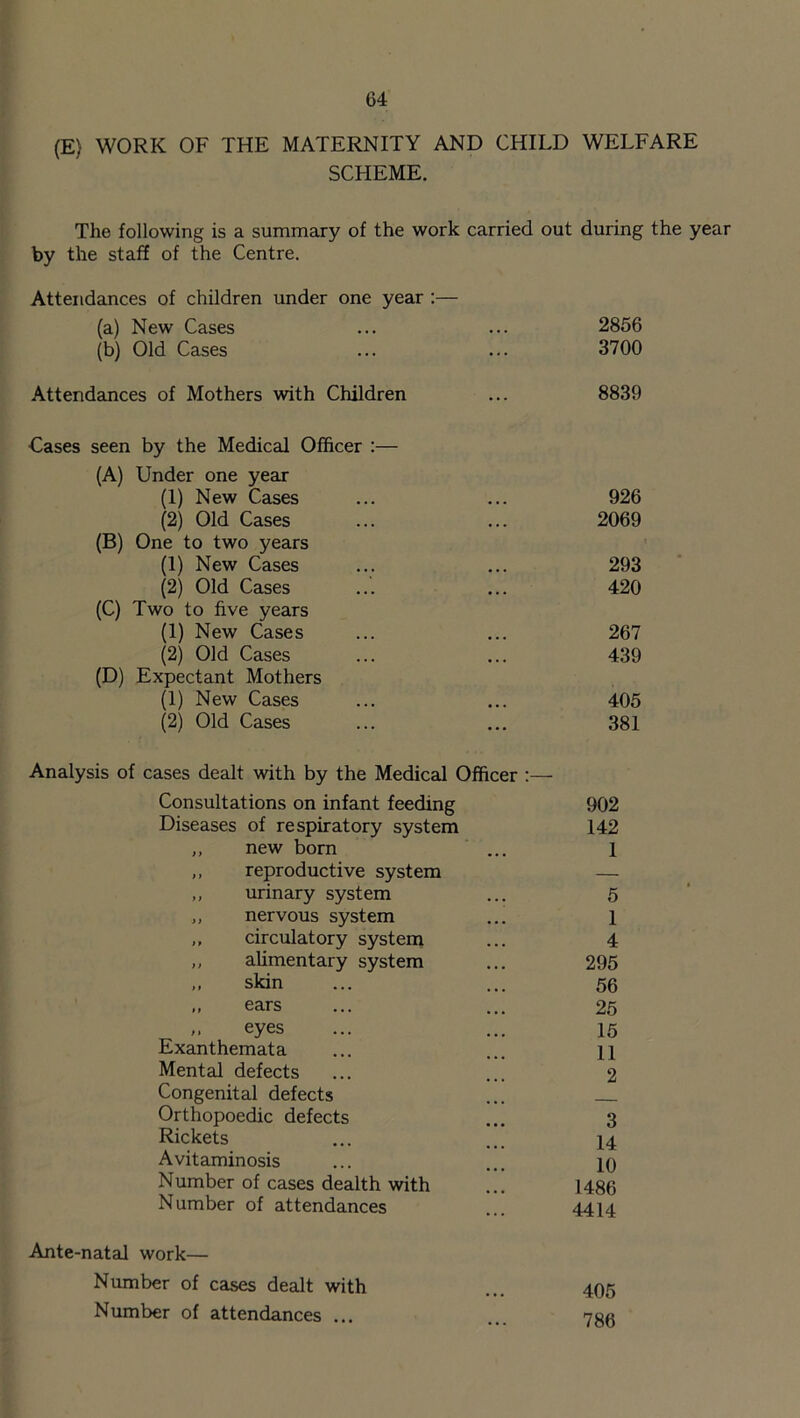 64
(E) WORK OF THE MATERNITY AND CHILD WELFARE
SCHEME.
The following is a summary of the work carried out during the year
by the staff of the Centre.
Attendances of children under one year :—
(a) New Cases ... ... 2856
(b) Old Cases ... ... 3700
Attendances of Mothers with Children ... 8839
Cases seen by the Medical Officer :—
(A) Under one year
(1) New Cases ... ... 926
(2) Old Cases ... ... 2069
(B) One to two years
(1) New Cases ... ... 293
(2) Old Cases ... ... 420
(C) Two to five years
(1) New Cases ... ... 267
(2) Old Cases ... ... 439
(D) Expectant Mothers
(1) New Cases ... ... 405
(2) Old Cases ... ... 381
Analysis of cases dealt with by the Medical Officer :—
Consultations on infant feeding 902
Diseases of respiratory system 142
,, new born ... 1
,, reproductive system —
,, urinary system ... 5
,, nervous system ... 1
,, circulatory system ... 4
,, alimentary system ... 295
,, skin ... ... 56
,, ears ... ... 25
,, eyes ... ... 15
Exanthemata ... ... 11
Mental defects ... ... 2
Congenital defects ... —
Orthopoedic defects ... 3
Rickets ... ... 14
Avitaminosis ... ... 10
Number of cases dealth with ... 1486
Number of attendances ... 4414
Ante-natal work—
Number of cases dealt with ... 405
Number of attendances ... ... 786